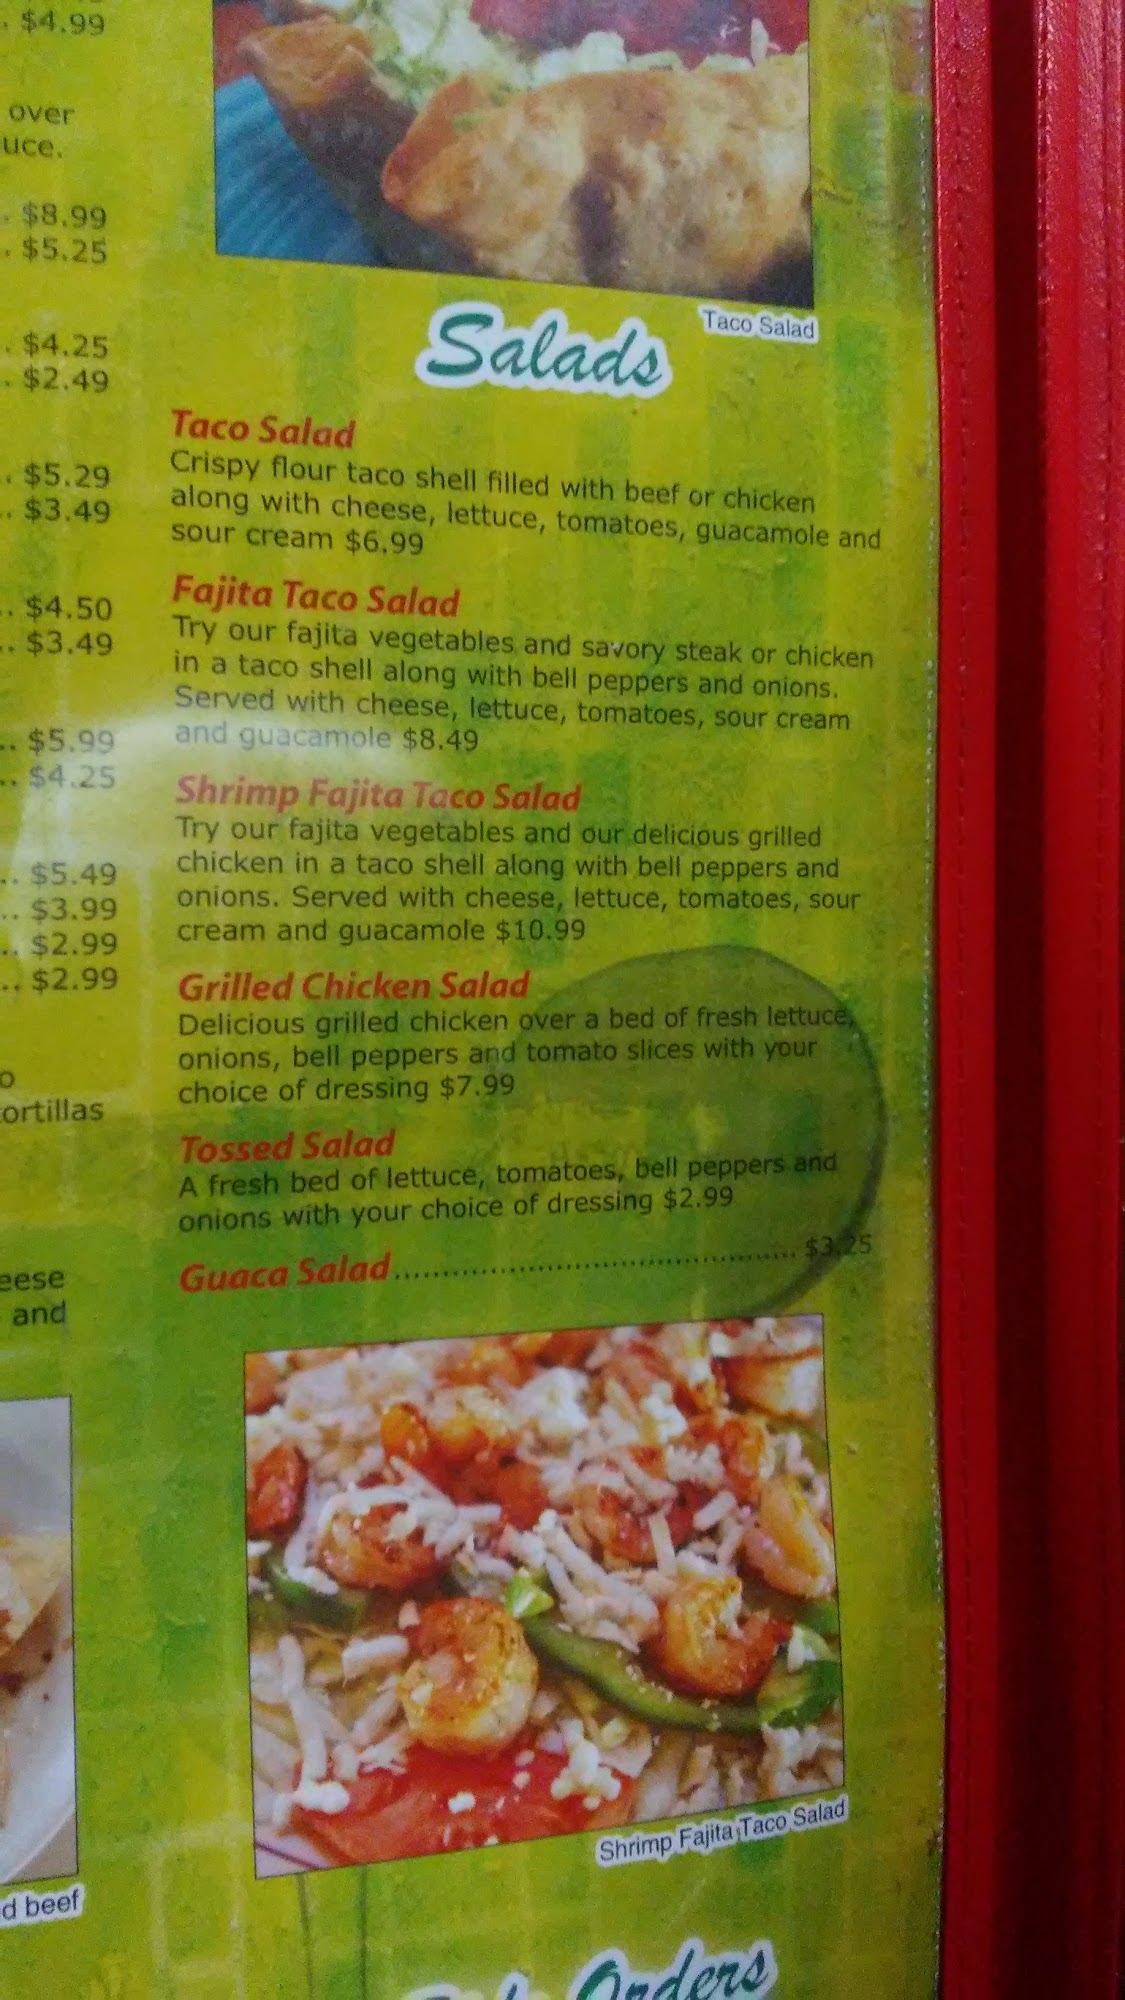 . $4.99
over
uce.
. $8.99
. $5.25
. $4.25
. $2.49
. $5.29
. $3.49
.. $4.50
.. $3.49
.. $5.99
.. $4.25
.. $5.49
.. $3.99
.. $2.99
.. $2.99
o
ortillas
eese
and
d beef
Taco Salad
Salads
Taco Salad
Crispy flour taco shell filled with beef or chicken
along with cheese, lettuce, tomatoes, guacamole and
sour cream $6.99
Fajita Taco Salad
Try our fajita vegetables and savory steak or chicken
in a taco shell along with bell peppers and onions.
Served with cheese, lettuce, tomatoes, sour cream
and guacamole $8.49
Shrimp Fajita Taco Salad
Try our fajita vegetables and our delicious grilled
chicken in a taco shell along with bell peppers and
onions. Served with cheese, lettuce, tomatoes, sour
cream and guacamole $10.99
Grilled Chicken Salad
Delicious grilled chicken over a bed of fresh lettuce,
onions, bell peppers and tomato slices with your
choice of dressing $7.99
Tossed Salad
A fresh bed of lettuce, tomatoes, bell peppers and
onions with your choice of dressing $2.99
Guaca Salad........................................ $3.25
Shrimp Fajita Taco Salad
Orders